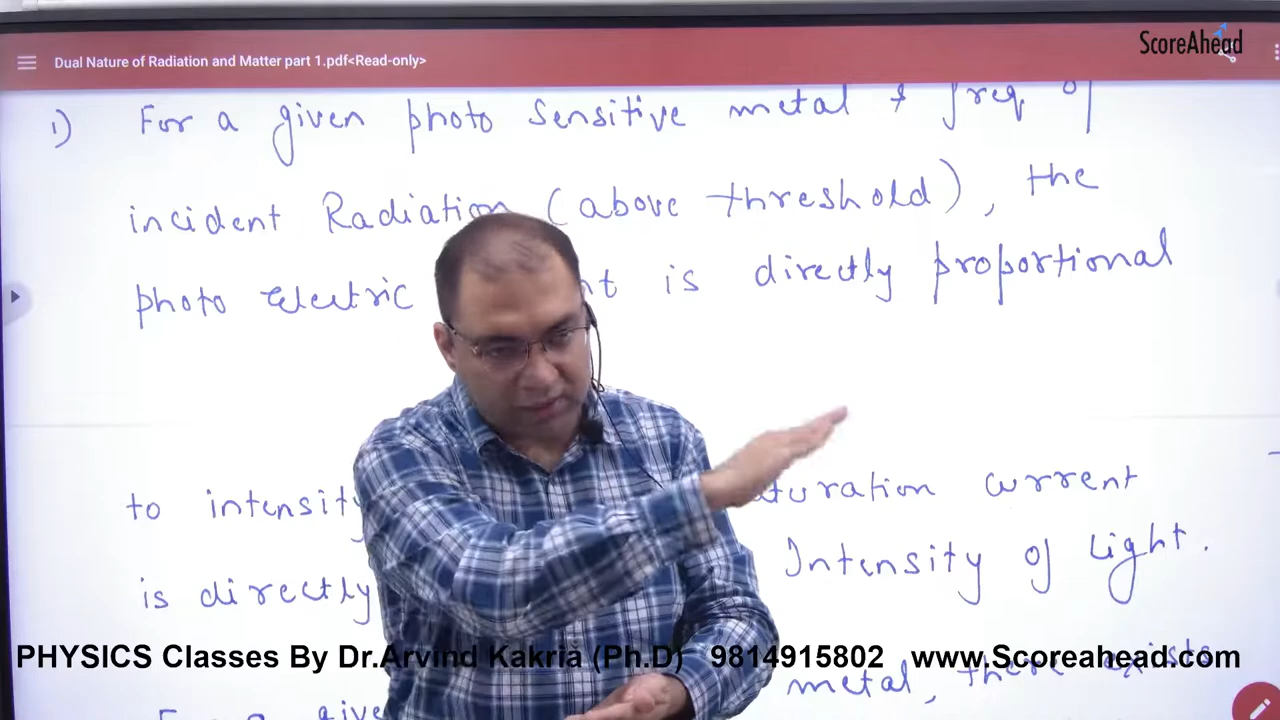 ScoreAhead
Dual Nature of Radiation and Matter part 1.pdf<Read-only>
1) For a given photo sensitive metal & freq of
incident Radiation (above threshold), the
photo Electric is directly proportional
to intensity saturation current
is directly Intensity of light.
PHYSICS Classes By Dr.Arvind Kakria (Ph.D) 9814915802 www.Scoreahead.com
For a metal, there exists